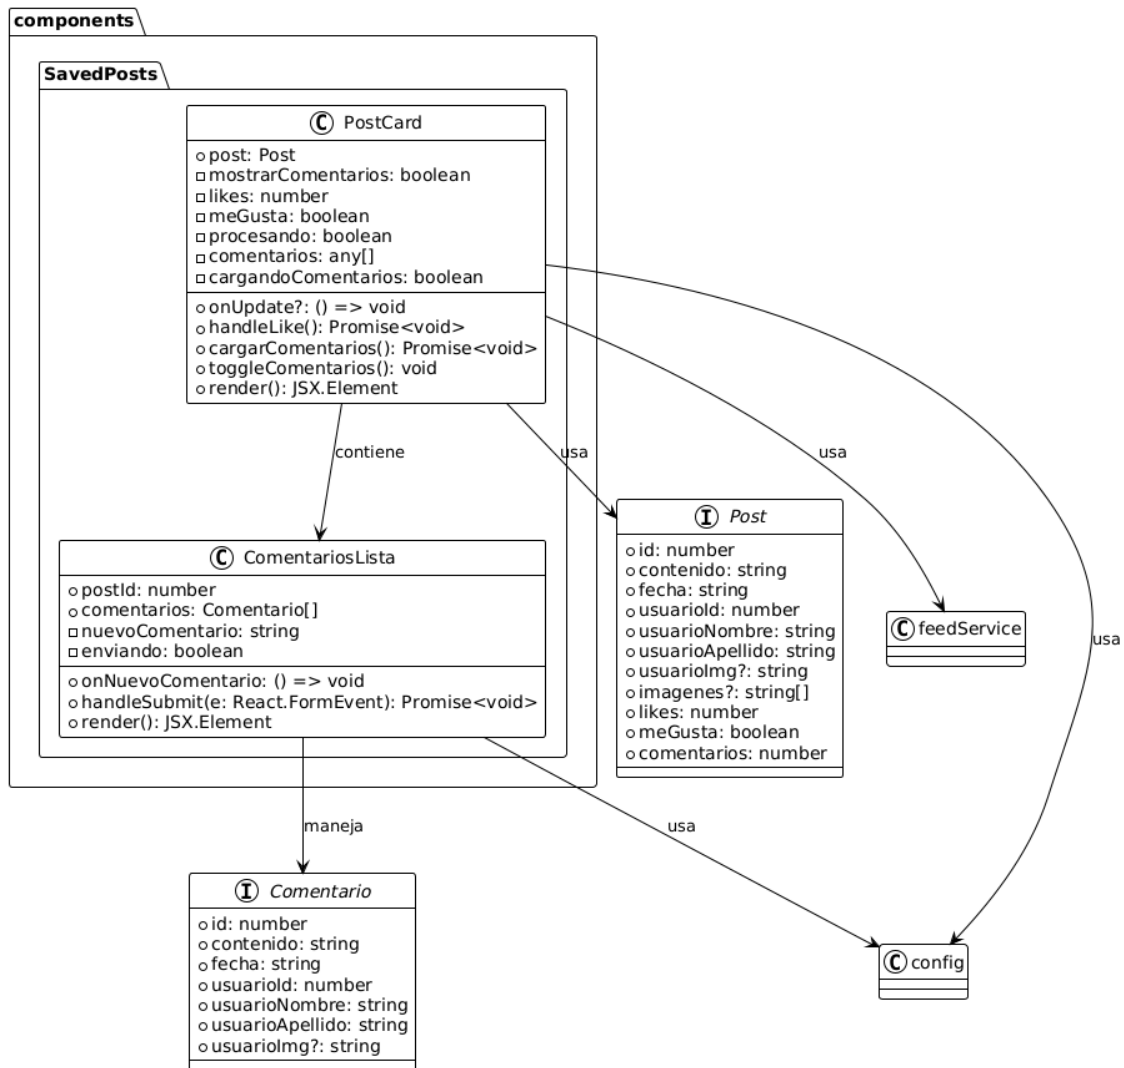 components
SavedPosts
C PostCard
post: Post
mostrarComentarios: boolean
likes: number
meGusta: boolean
procesando: boolean
comentarios: any[]
cargandoComentarios: boolean
onUpdate?: () => void
handleLike(): Promise<void>
cargarComentarios(): Promise<void>
toggleComentarios(): void
render(): JSX.Element
contiene
usa
usa
usa
C ComentariosLista
postId: number
comentarios: Comentario[]
nuevoComentario: string
enviando: boolean
onNuevoComentario: () => void
handleSubmit(e: React.FormEvent): Promise<void>
render(): JSX.Element
I Post
id: number
contenido: string
fecha: string
usuarioId: number
usuarioNombre: string
usuarioApellido: string
usuarioImg?: string
imagenes?: string[]
likes: number
meGusta: boolean
comentarios: number
C feedService
maneja
usa
I Comentario
id: number
contenido: string
fecha: string
usuarioId: number
usuarioNombre: string
usuarioApellido: string
usuarioImg?: string
C config